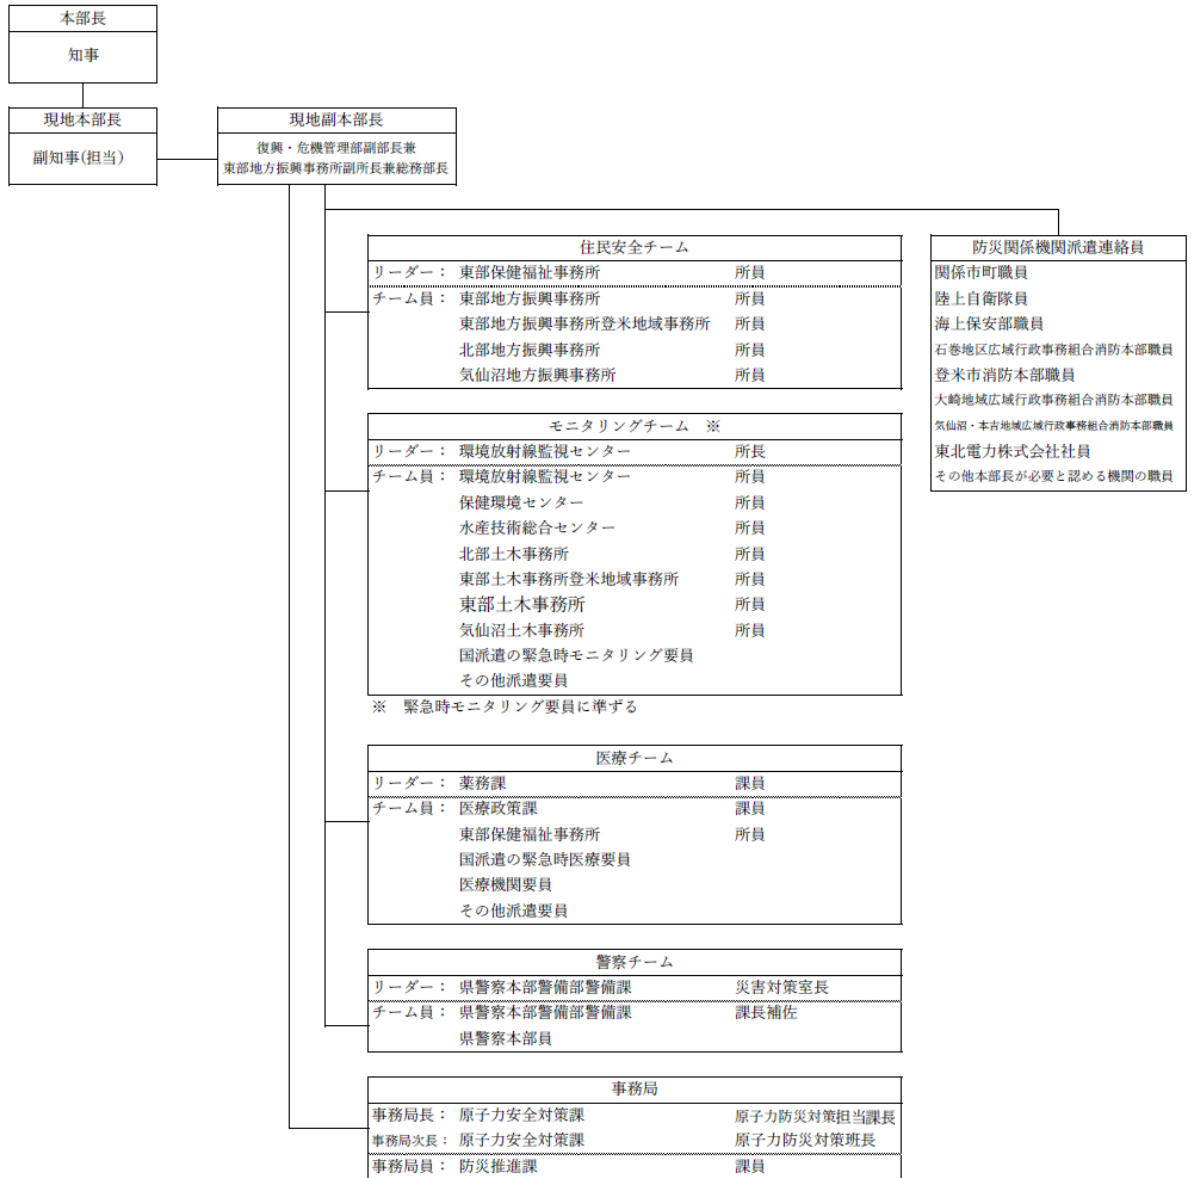 本部長
知事
現地本部長
副知事(担当)
現地副本部長
復興・危機管理部副部長兼
東部地方振興事務所副所長兼総務部長
住民安全チーム
リーダー： 東部保健福祉事務所 所員
チーム員： 東部地方振興事務所 所員
東部地方振興事務所登米地域事務所 所員
北部地方振興事務所 所員
気仙沼地方振興事務所 所員
防災関係機関派遣連絡員
関係市町職員
陸上自衛隊員
海上保安部職員
石巻地区広域行政事務組合消防本部職員
登米市消防本部職員
大崎地域広域行政事務組合消防本部職員
気仙沼・本吉地域広域行政事務組合消防本部職員
東北電力株式会社社員
その他本部長が必要と認める機関の職員
モニタリングチーム ※
リーダー： 環境放射線監視センター 所長
チーム員： 環境放射線監視センター 所員
保健環境センター 所員
水産技術総合センター 所員
北部土木事務所 所員
東部土木事務所登米地域事務所 所員
東部土木事務所 所員
気仙沼土木事務所 所員
国派遣の緊急時モニタリング要員
その他派遣要員
※ 緊急時モニタリング要員に準ずる
医療チーム
リーダー： 薬務課 課員
チーム員： 医療政策課 課員
東部保健福祉事務所 所員
国派遣の緊急時医療要員
医療機関要員
その他派遣要員
警察チーム
リーダー： 県警察本部警備部警備課 災害対策室長
チーム員： 県警察本部警備部警備課 課長補佐
県警察本部員
事務局
事務局長： 原子力安全対策課 原子力防災対策担当課長
事務局次長： 原子力安全対策課 原子力防災対策班長
事務局員： 防災推進課 課員